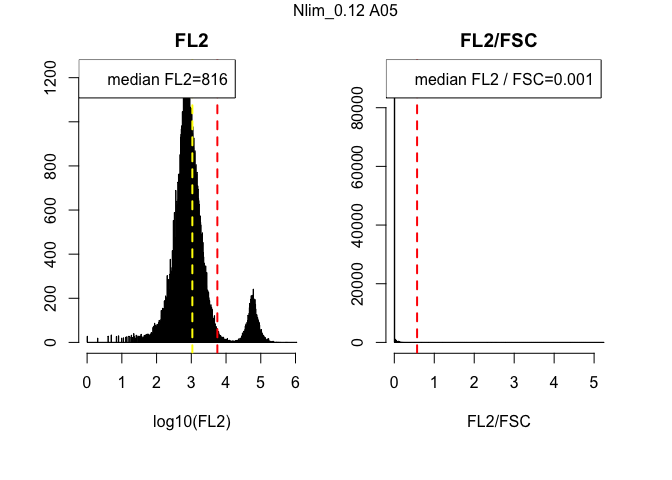 Nlim_0.12 A05
FL2
median FL2=816
0 200 400 600 800 1200
0 1 2 3 4 5 6
log10(FL2)
FL2/FSC
median FL2 / FSC=0.001
0 20000 40000 60000 80000
0 1 2 3 4 5
FL2/FSC